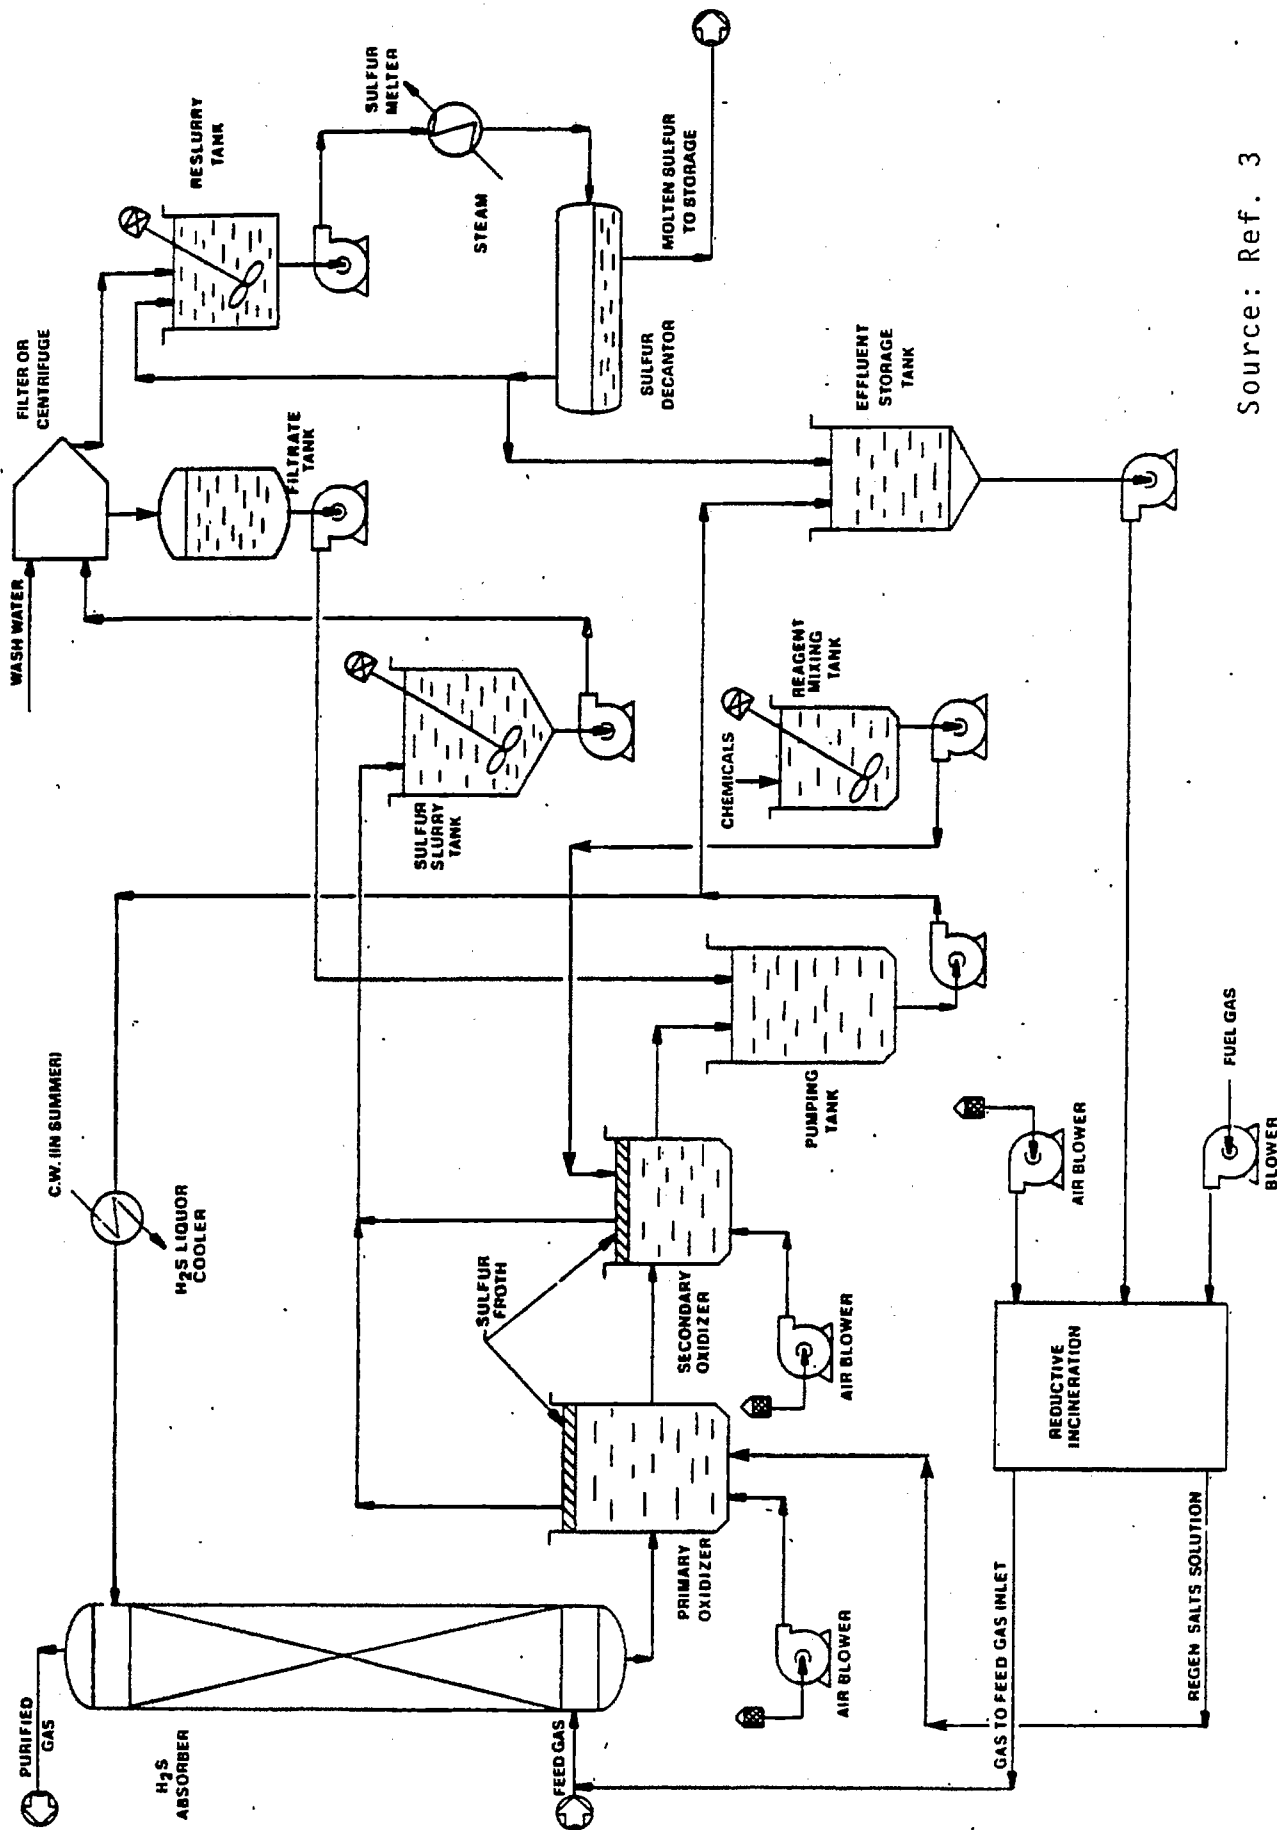 PURIFIED
GAS
H₂S
ABSORBER
FEED GAS
C.W. (IN SUMMER)
H₂S LIQUOR
COOLER
SULFUR
FROTH
PRIMARY
OXIDIZER
AIR BLOWER
SECONDARY
OXIDIZER
AIR BLOWER
GAS TO FEED GAS INLET
REGEN SALTS SOLUTION
REDUCTIVE
INCINERATION
AIR BLOWER
FUEL GAS
BLOWER
PUMPING
TANK
CHEMICALS
REAGENT
MIXING
TANK
SULFUR
SLURRY
TANK
WASH WATER
FILTER OR
CENTRIFUGE
FILTRATE
TANK
RESLURRY
TANK
SULFUR
MELTER
STEAM
SULFUR
DECANTOR
MOLTEN SULFUR
TO STORAGE
EFFLUENT
STORAGE
TANK
Source: Ref. 3